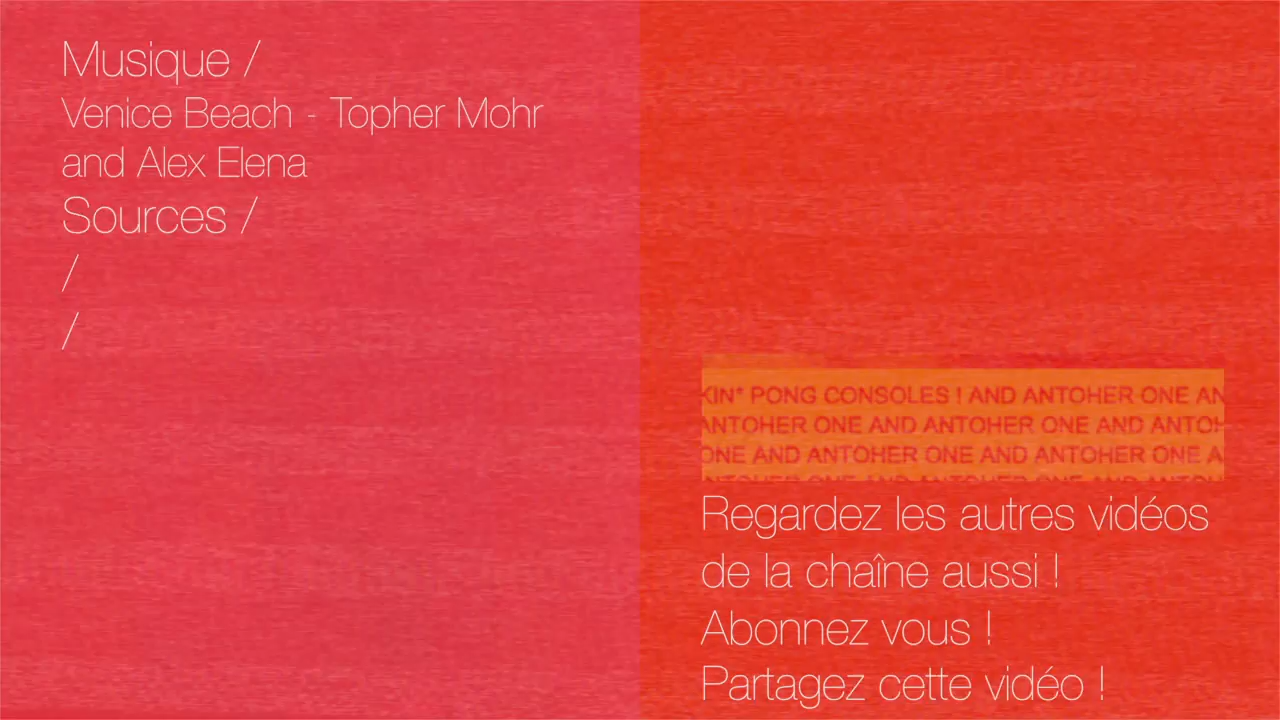 Musique /
Venice Beach - Topher Mohr
and Alex Elena
Sources /
/
/
KIN* PONG CONSOLES ! AND ANTOHER ONE AN
ANTOHER ONE AND ANTOHER ONE AND ANTOH
ONE AND ANTOHER ONE AND ANTOHER ONE A
Regardez les autres vidéos
de la chaîne aussi !
Abonnez vous !
Partagez cette vidéo !